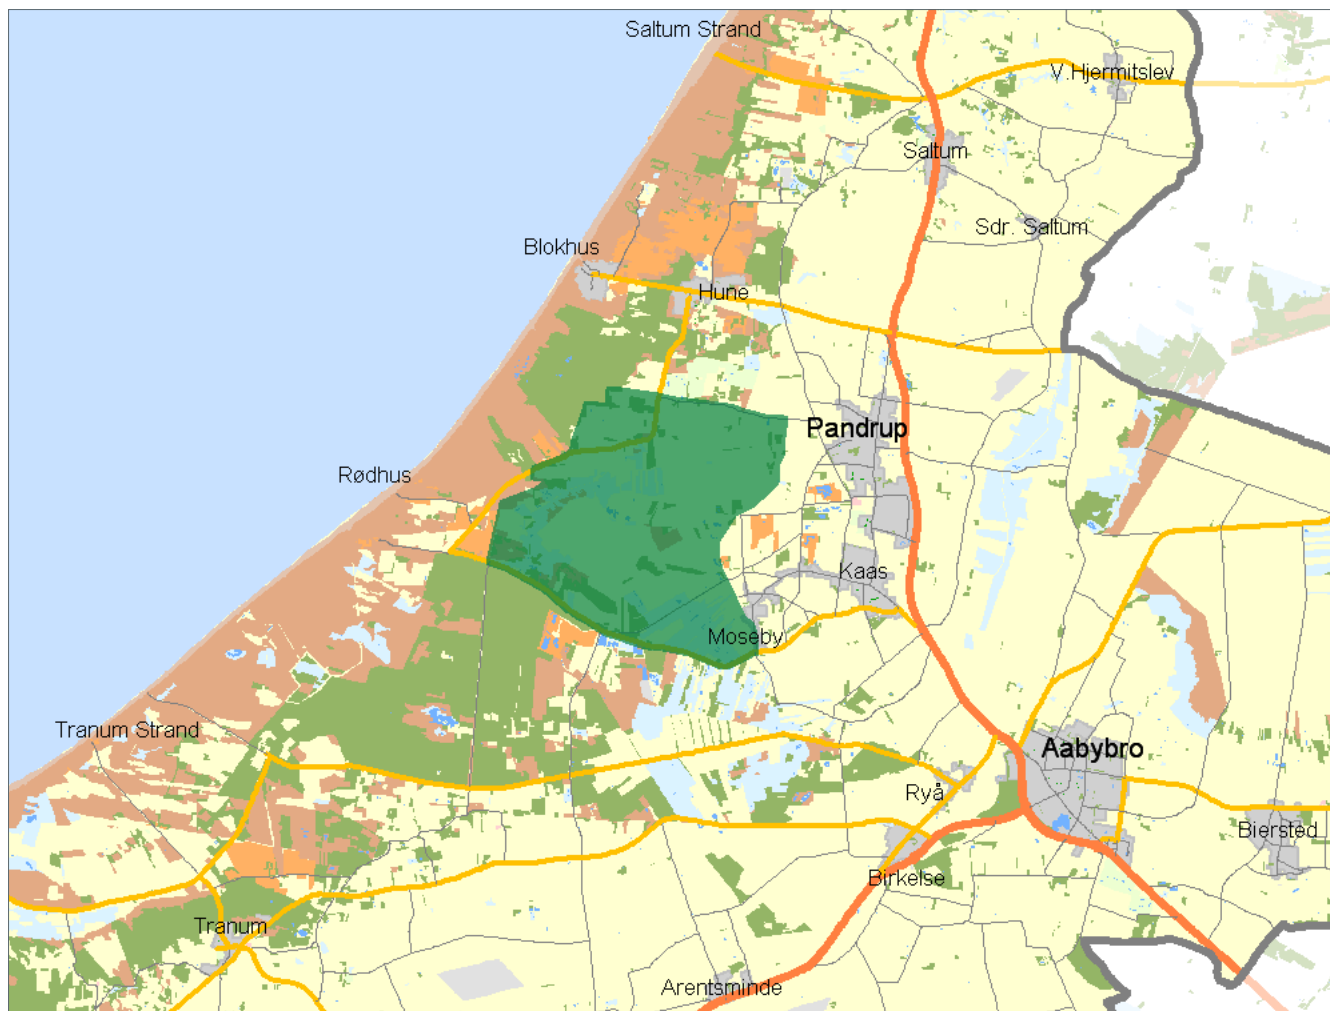 Saltum Strand
V.Hjermitslev
Saltum
Sdr. Saltum
Blokhus
Hune
Pandrup
Rødhus
Kaas
Moseby
Tranum Strand
Aabybro
Ryå
Biersted
Birkelse
Tranum
Arentsminde